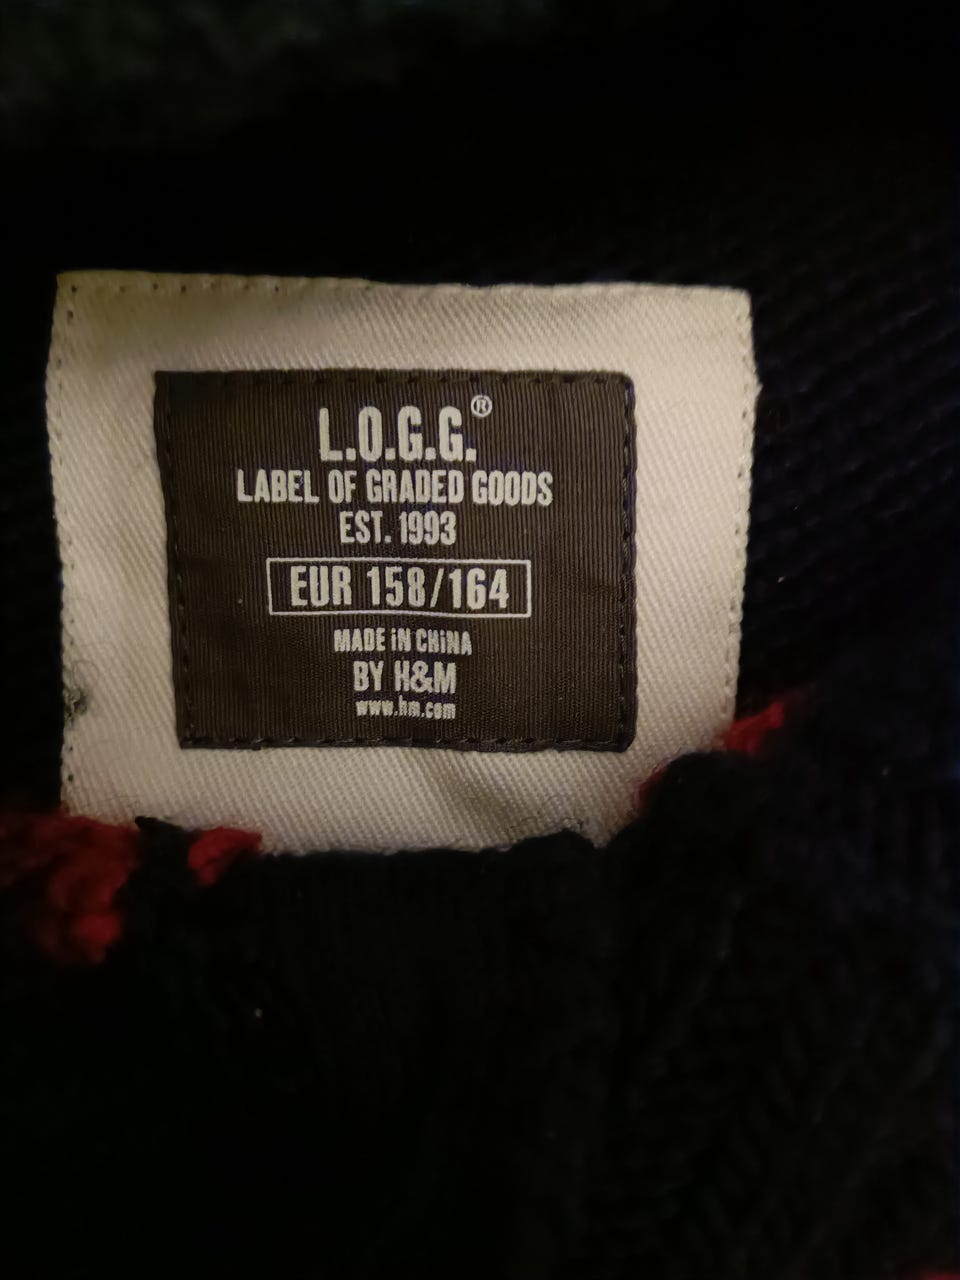 L.O.G.G.®
LABEL OF GRADED GOODS
EST. 1993
EUR 158/164
MADE iN CHiNA
BY H&M
www.hm.com